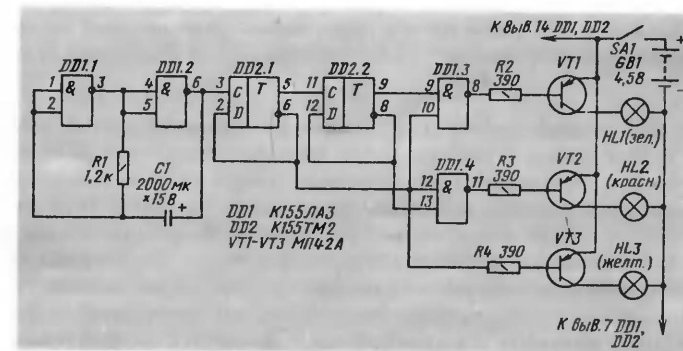 К Выв.14 DD1, DD2
DD1.1
DD1.2
DD2.1
DD2.2
DD1.3
R2
390
VT1
SA1
GB1
4,5В
+
1
2
&
3
4
5
&
6
3
2
C
D
T
5
6
11
12
C
D
T
9
8
9
10
&
8
HL1(зел.)
R1
1,2к
C1
2000мк
×15В
+
DD1.4
12
13
&
11
R3
390
VT2
HL2
(красн.)
DD1 К155ЛА3
DD2 К155ТМ2
VT1-VT3 МП42А
R4 390
VT3
HL3
(желт.)
К Выв.7 DD1,
DD2